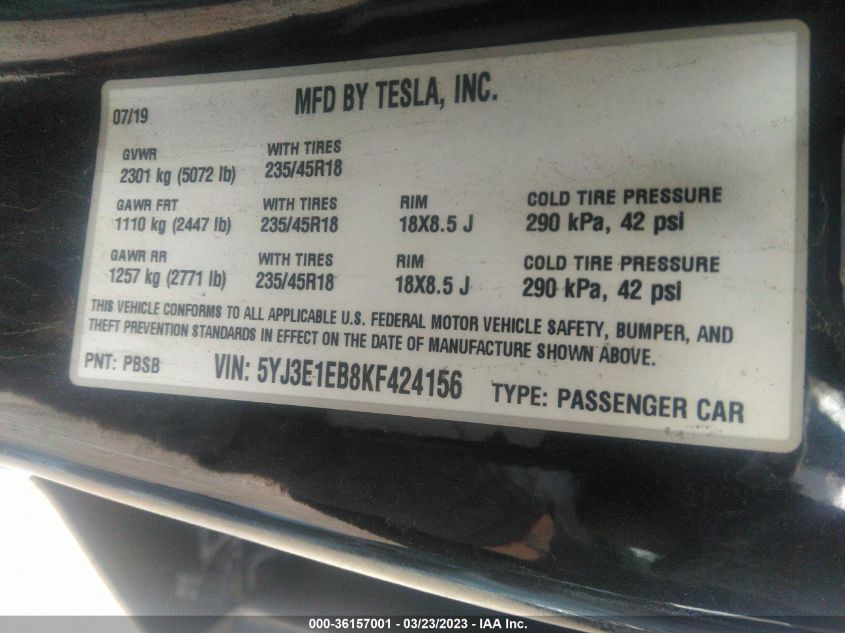 07/19 MFD BY TESLA, INC.
GVWR WITH TIRES
2301 kg (5072 lb) 235/45R18
GAWR FRT WITH TIRES RIM COLD TIRE PRESSURE
1110 kg (2447 lb) 235/45R18 18X8.5 J 290 kPa, 42 psi
GAWR RR WITH TIRES RIM COLD TIRE PRESSURE
1257 kg (2771 lb) 235/45R18 18X8.5 J 290 kPa, 42 psi
THIS VEHICLE CONFORMS TO ALL APPLICABLE U.S. FEDERAL MOTOR VEHICLE SAFETY, BUMPER, AND
THEFT PREVENTION STANDARDS IN EFFECT ON THE DATE OF MANUFACTURE SHOWN ABOVE.
PNT: PBSB VIN: 5YJ3E1EB8KF424156 TYPE: PASSENGER CAR
000-36157001 - 03/23/2023 - IAA Inc.